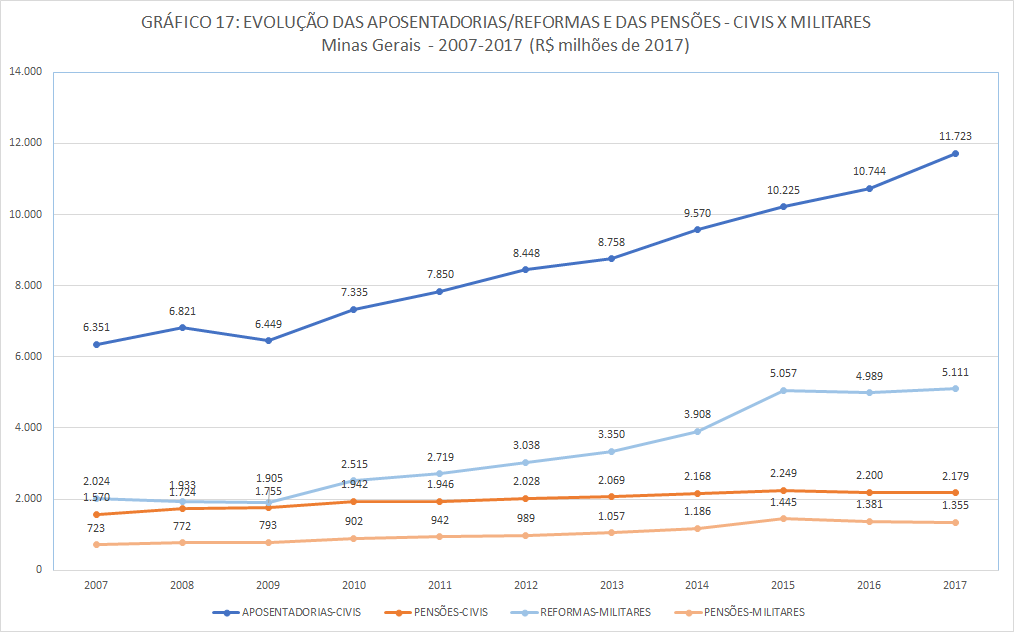 GRÁFICO 17: EVOLUÇÃO DAS APOSENTADORIAS/REFORMAS E DAS PENSÕES - CIVIS X MILITARES
Minas Gerais - 2007-2017 (R$ milhões de 2017)
14.000
12.000
10.000
8.000
6.000
4.000
2.000
0
6.351 6.821 6.449 7.335 7.850 8.448 8.758 9.570 10.225 10.744 11.723
2.024 1.933 1.905 2.515 2.719 3.038 3.350 3.908 5.057 4.989 5.111
1.570 1.724 1.755 1.942 1.946 2.028 2.069 2.168 2.249 2.200 2.179
723 772 793 902 942 989 1.057 1.186 1.445 1.381 1.355
2007 2008 2009 2010 2011 2012 2013 2014 2015 2016 2017
APOSENTADORIAS-CIVIS PENSÕES-CIVIS REFORMAS-MILITARES PENSÕES-MILITARES